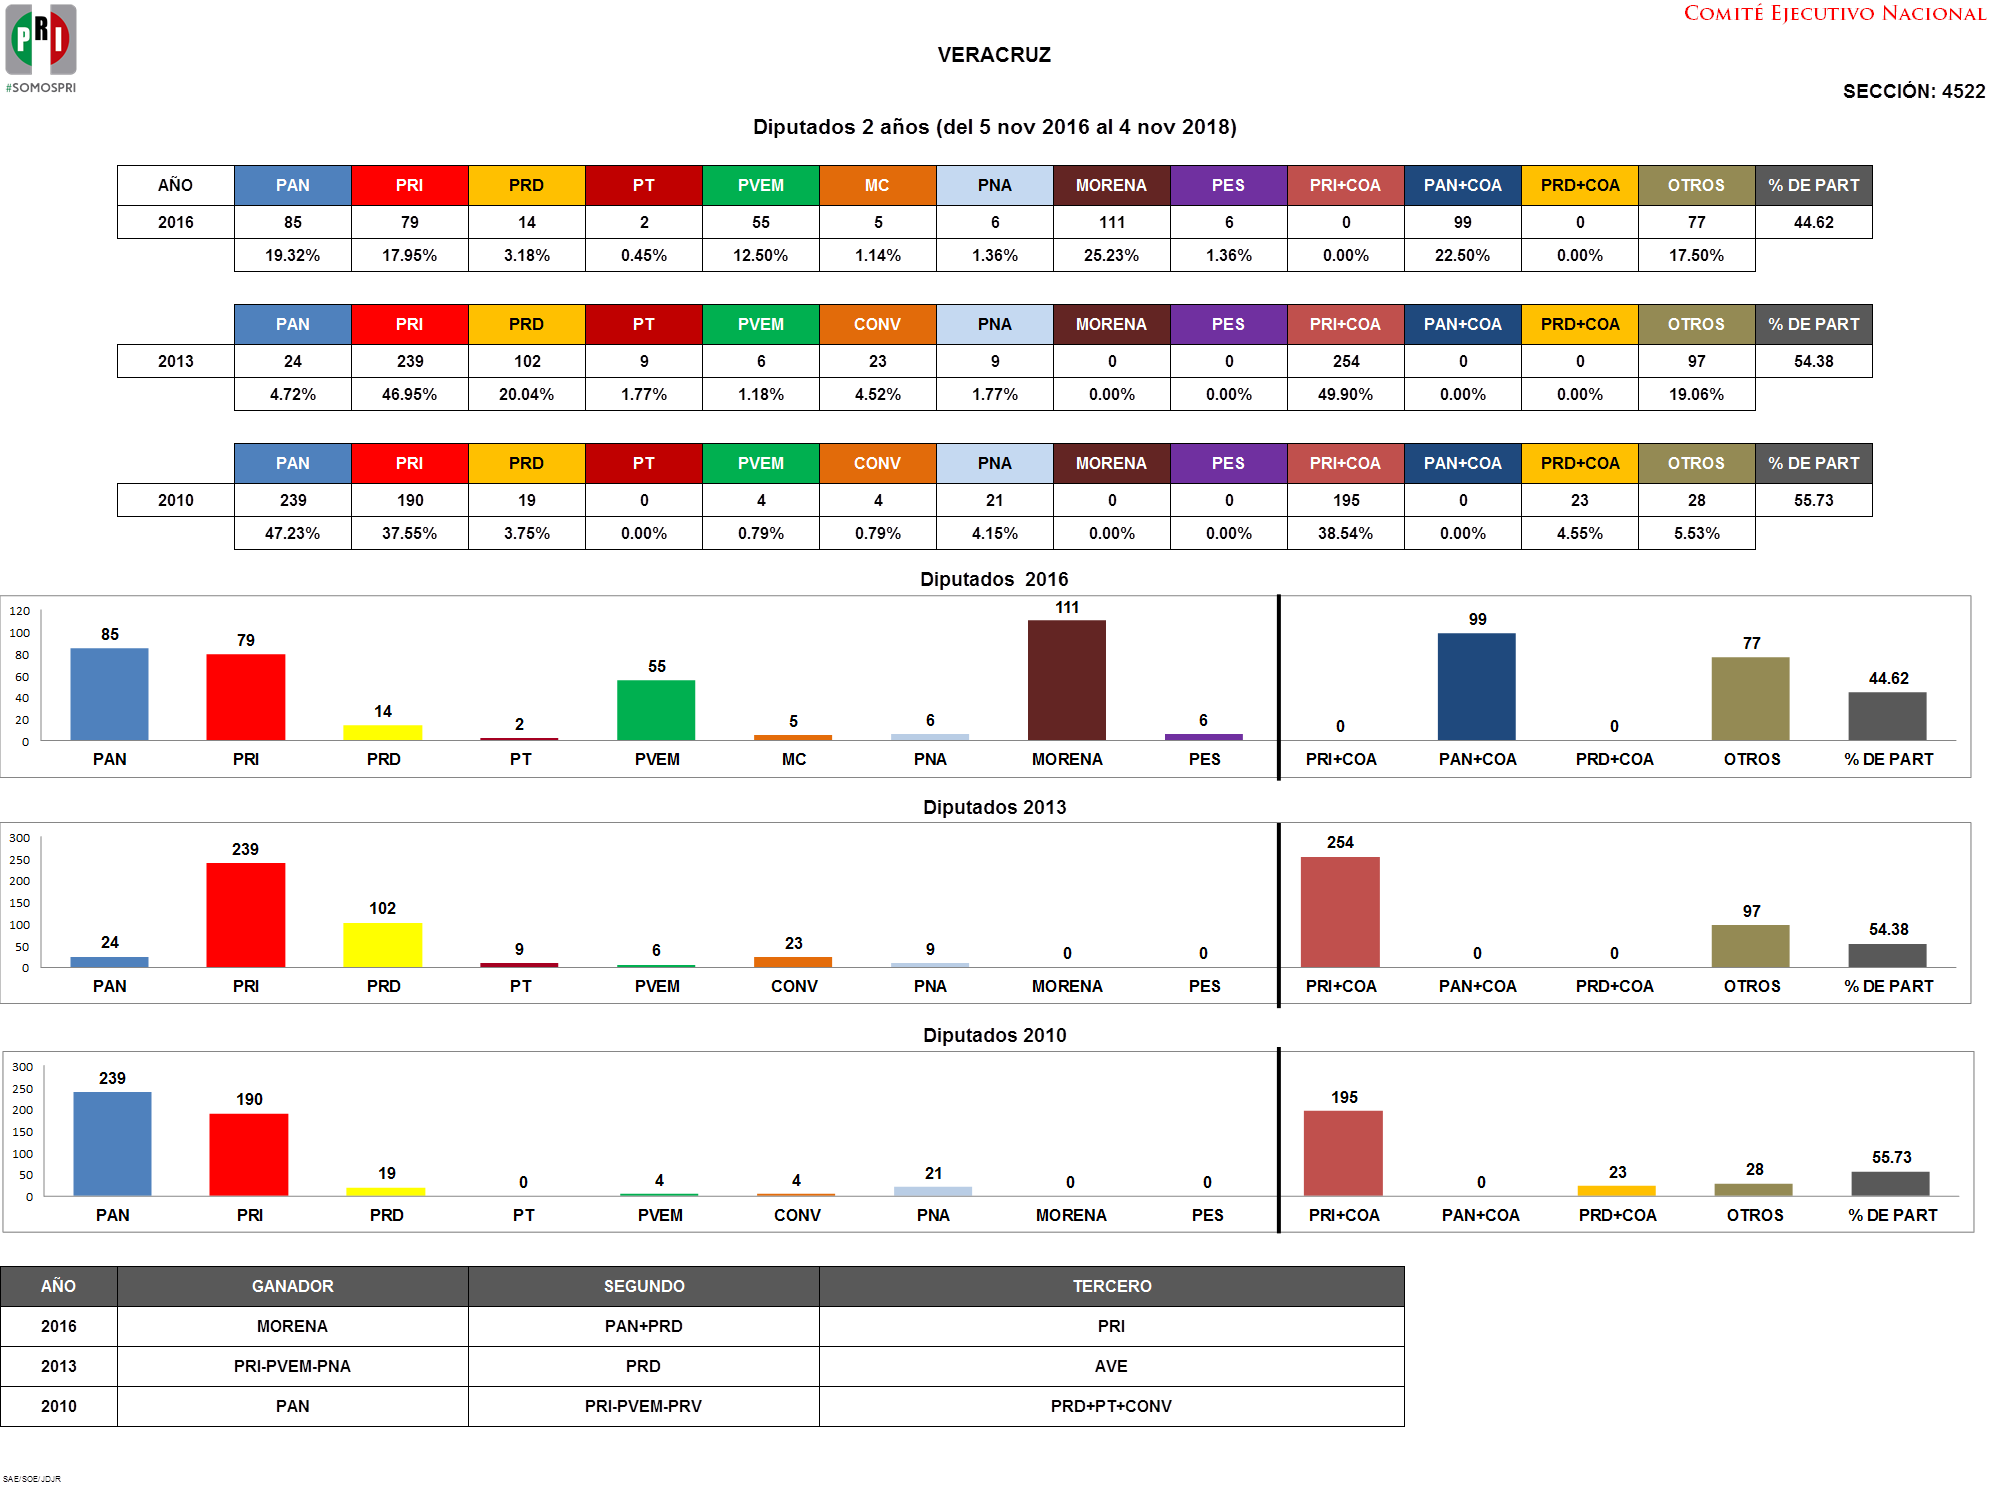 PRI
#SOMOSPRI
COMITÉ EJECUTIVO NACIONAL
VERACRUZ
SECCIÓN: 4522
Diputados 2 años (del 5 nov 2016 al 4 nov 2018)
AÑO PAN PRI PRD PT PVEM MC PNA MORENA PES PRI+COA PAN+COA PRD+COA OTROS % DE PART
2016 85 79 14 2 55 5 6 111 6 0 99 0 77 44.62
19.32% 17.95% 3.18% 0.45% 12.50% 1.14% 1.36% 25.23% 1.36% 0.00% 22.50% 0.00% 17.50%
PAN PRI PRD PT PVEM CONV PNA MORENA PES PRI+COA PAN+COA PRD+COA OTROS % DE PART
2013 24 239 102 9 6 23 9 0 0 254 0 0 97 54.38
4.72% 46.95% 20.04% 1.77% 1.18% 4.52% 1.77% 0.00% 0.00% 49.90% 0.00% 0.00% 19.06%
PAN PRI PRD PT PVEM CONV PNA MORENA PES PRI+COA PAN+COA PRD+COA OTROS % DE PART
2010 239 190 19 0 4 4 21 0 0 195 0 23 28 55.73
47.23% 37.55% 3.75% 0.00% 0.79% 0.79% 4.15% 0.00% 0.00% 38.54% 0.00% 4.55% 5.53%
Diputados 2016
120
100
80
60
40
20
0
85 79 14 2 55 5 6 111 6 0 99 0 77 44.62
PAN PRI PRD PT PVEM MC PNA MORENA PES PRI+COA PAN+COA PRD+COA OTROS % DE PART
Diputados 2013
300
250
200
150
100
50
0
24 239 102 9 6 23 9 0 0 254 0 0 97 54.38
PAN PRI PRD PT PVEM CONV PNA MORENA PES PRI+COA PAN+COA PRD+COA OTROS % DE PART
Diputados 2010
300
250
200
150
100
50
0
239 190 19 0 4 4 21 0 0 195 0 23 28 55.73
PAN PRI PRD PT PVEM CONV PNA MORENA PES PRI+COA PAN+COA PRD+COA OTROS % DE PART
AÑO GANADOR SEGUNDO TERCERO
2016 MORENA PAN+PRD PRI
2013 PRI-PVEM-PNA PRD AVE
2010 PAN PRI-PVEM-PRV PRD+PT+CONV
SAE/SOE/JDJR